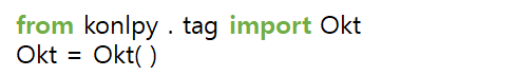 from konlpy . tag import Okt
Okt = Okt( )